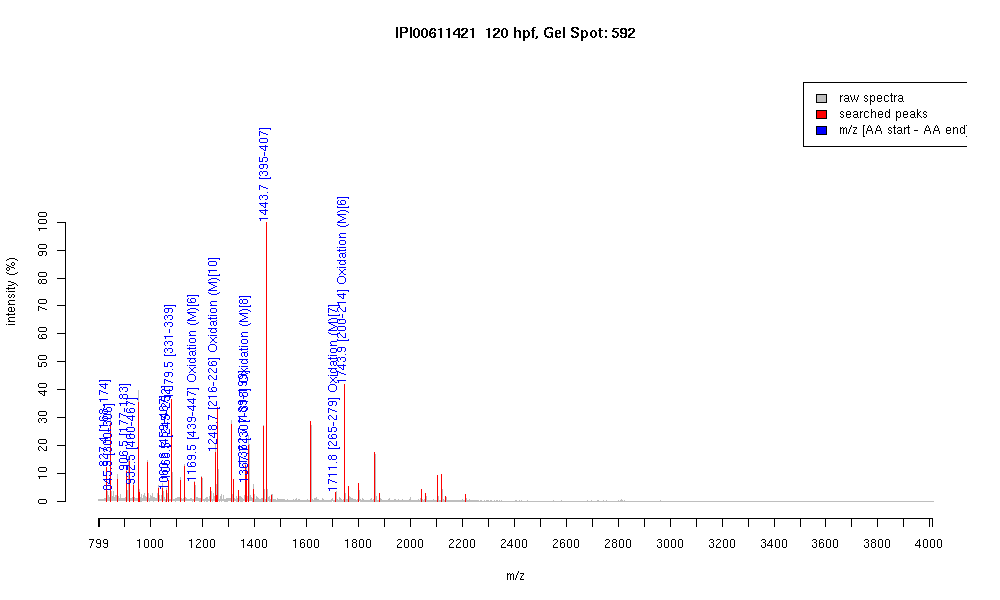 IPI00611421 120 hpf, Gel Spot: 592
raw spectra
searched peaks
m/z [AA start - AA end]
1443.7 [395-407]
1743.9 [200-214] Oxidation (M)[6]
1248.7 [216-226] Oxidation (M)[10]
1169.5 [439-447] Oxidation (M)[6]
1079.5 [331-339]
1711.8 [265-279] Oxidation (M)[7]
906.5 [177-183]
932.5 [460-467]
Oxidation (M)[8]
intensity (%)
0 10 20 30 40 50 60 70 80 90 100
799 1000 1200 1400 1600 1800 2000 2200 2400 2600 2800 3000 3200 3400 3600 3800 4000
m/z